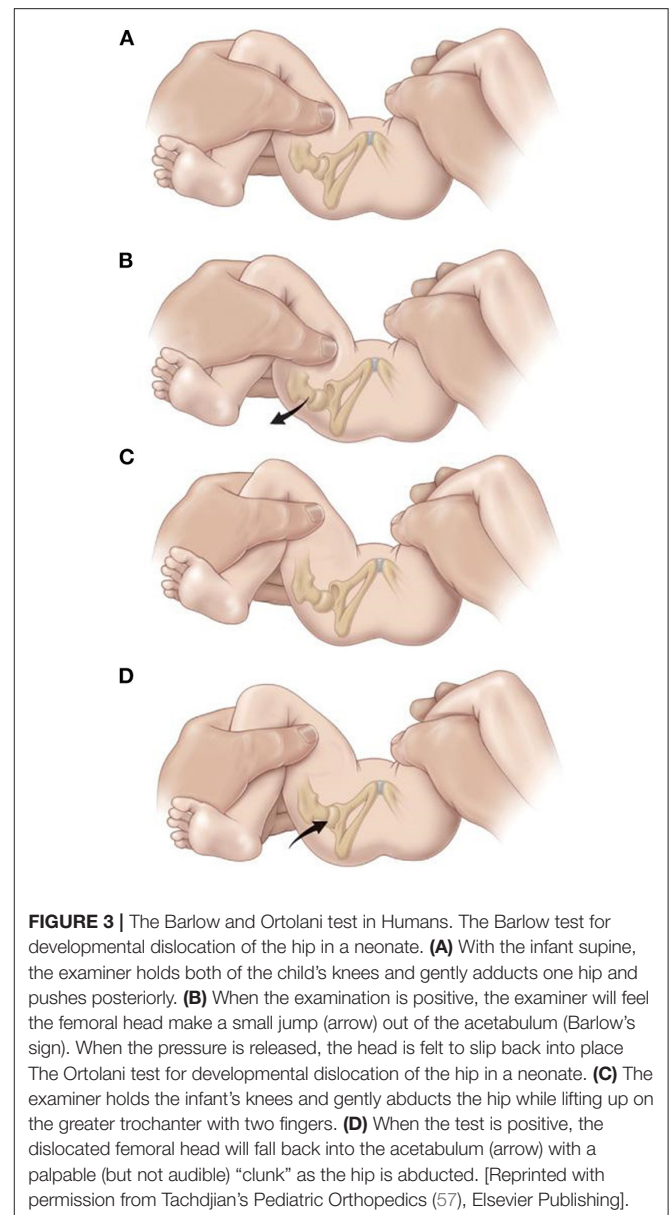 A
B
C
D
FIGURE 3 | The Barlow and Ortolani test in Humans. The Barlow test for
developmental dislocation of the hip in a neonate. (A) With the infant supine,
the examiner holds both of the child's knees and gently adducts one hip and
pushes posteriorly. (B) When the examination is positive, the examiner will feel
the femoral head make a small jump (arrow) out of the acetabulum (Barlow's
sign). When the pressure is released, the head is felt to slip back into place
The Ortolani test for developmental dislocation of the hip in a neonate. (C) The
examiner holds the infant's knees and gently abducts the hip while lifting up on
the greater trochanter with two fingers. (D) When the test is positive, the
dislocated femoral head will fall back into the acetabulum (arrow) with a
palpable (but not audible) "clunk" as the hip is abducted. [Reprinted with
permission from Tachdjian's Pediatric Orthopedics (57), Elsevier Publishing].